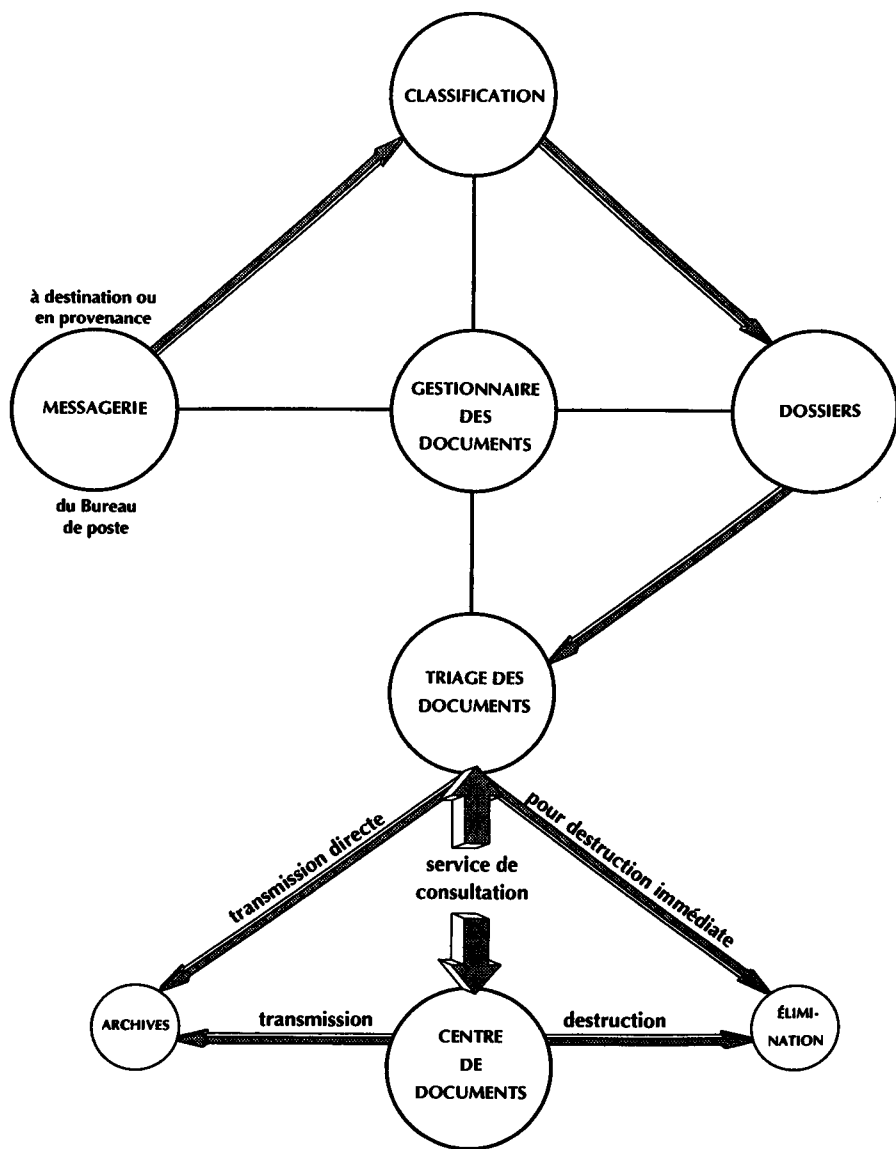 CLASSIFICATION
à destination ou
en provenance
MESSAGERIE
du Bureau
de poste
GESTIONNAIRE
DES
DOCUMENTS
DOSSIERS
TRIAGE DES
DOCUMENTS
transmission directe
service de
consultation
pour destruction immédiate
ARCHIVES
transmission
CENTRE
DE
DOCUMENTS
destruction
ÉLIMI-
NATION